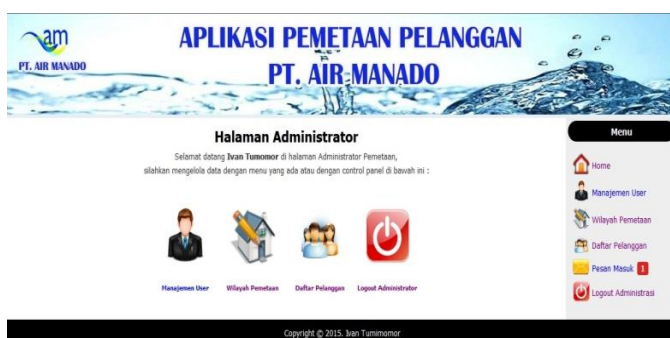 am
PT. AIR MANADO
APLIKASI PEMETAAN PELANGGAN
PT. AIR MANADO
Halaman Administrator
Selamat datang Ivan Tumomor di halaman Administrator Pemetaan,
silahkan mengelola data dengan menu yang ada atau dengan control panel di bawah ini :
Manajemen User
Wilayah Pemetaan
Daftar Pelanggan
Logout Administrator
Menu
Home
Manajemen User
Wilayah Pemetaan
Daftar Pelanggan
Pesan Masuk 1
Logout Administrasi
Copyright © 2015. Ivan Tumimomor